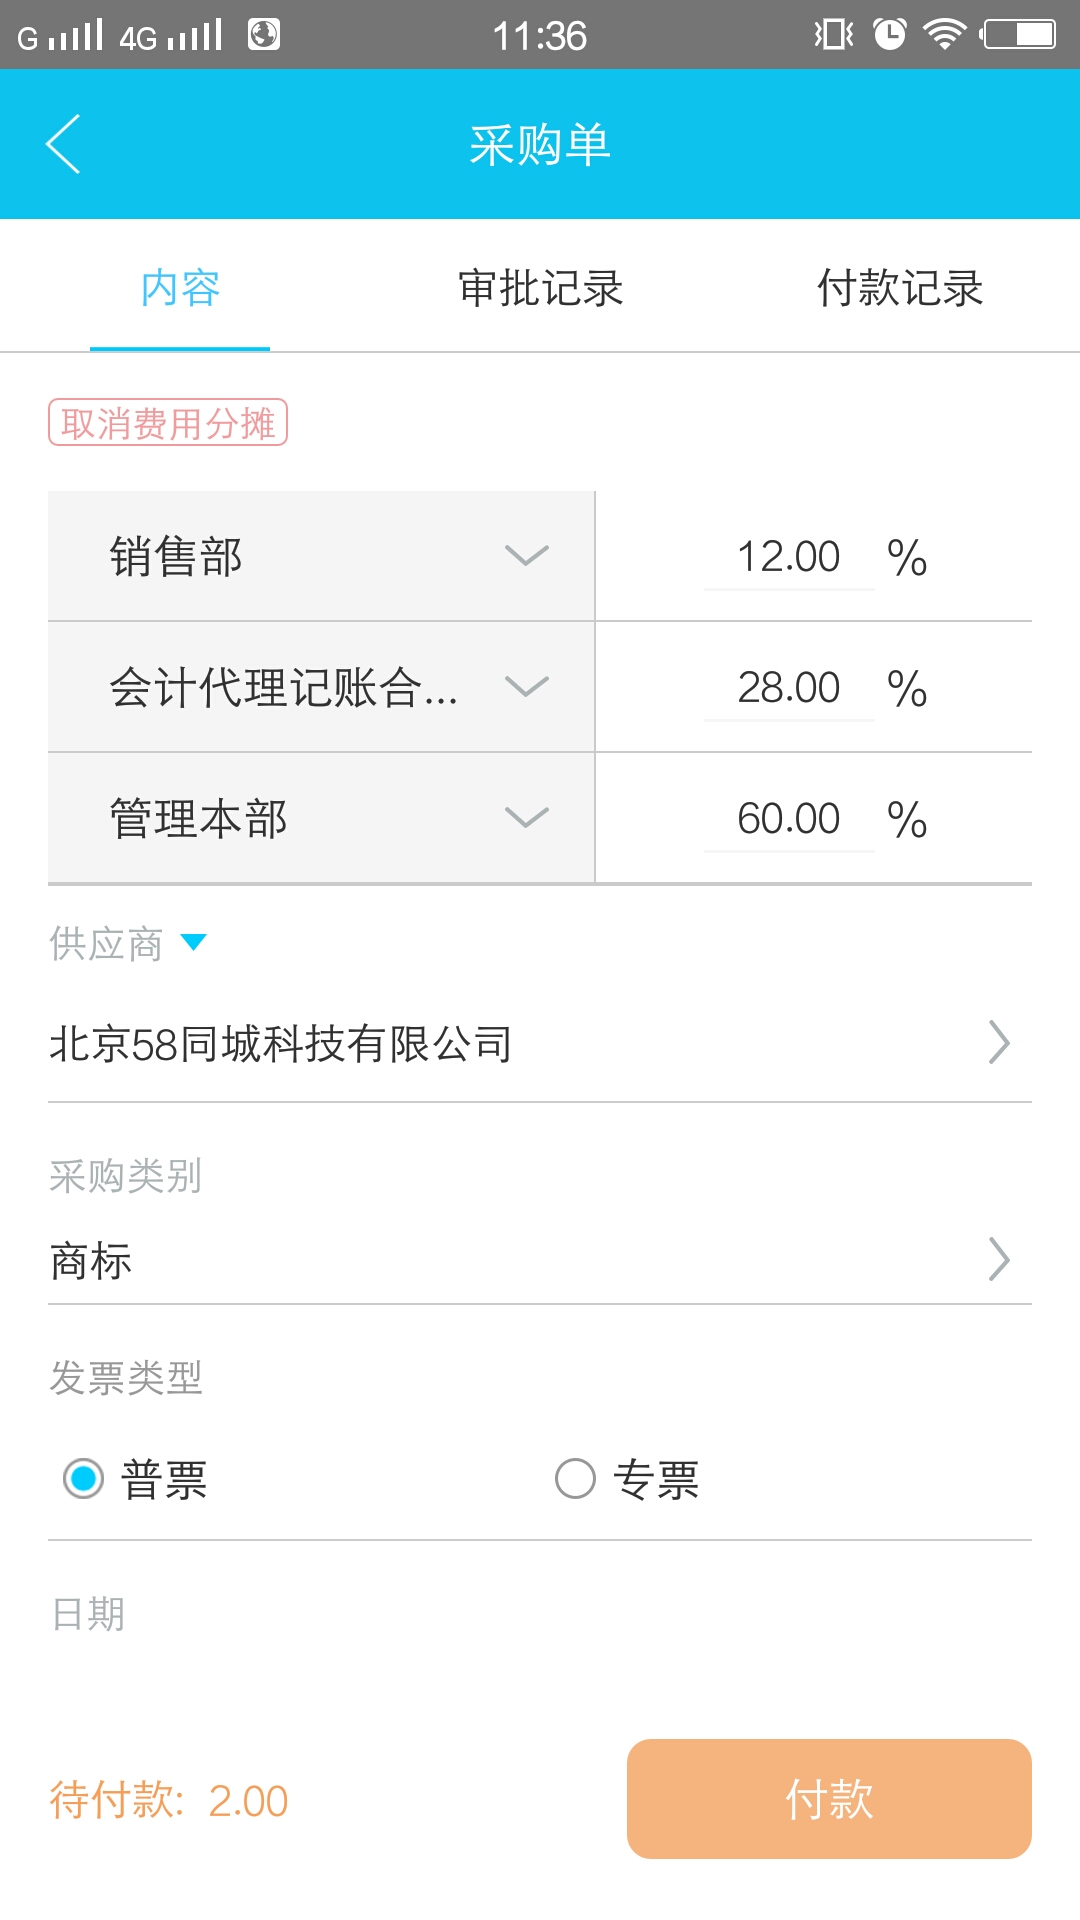 G 4G 11:36
采购单
内容 审批记录 付款记录
取消费用分摊
销售部 12.00 %
会计代理记账合... 28.00 %
管理本部 60.00 %
供应商
北京58同城科技有限公司
采购类别
商标
发票类型
普票 专票
日期
待付款: 2.00 付款